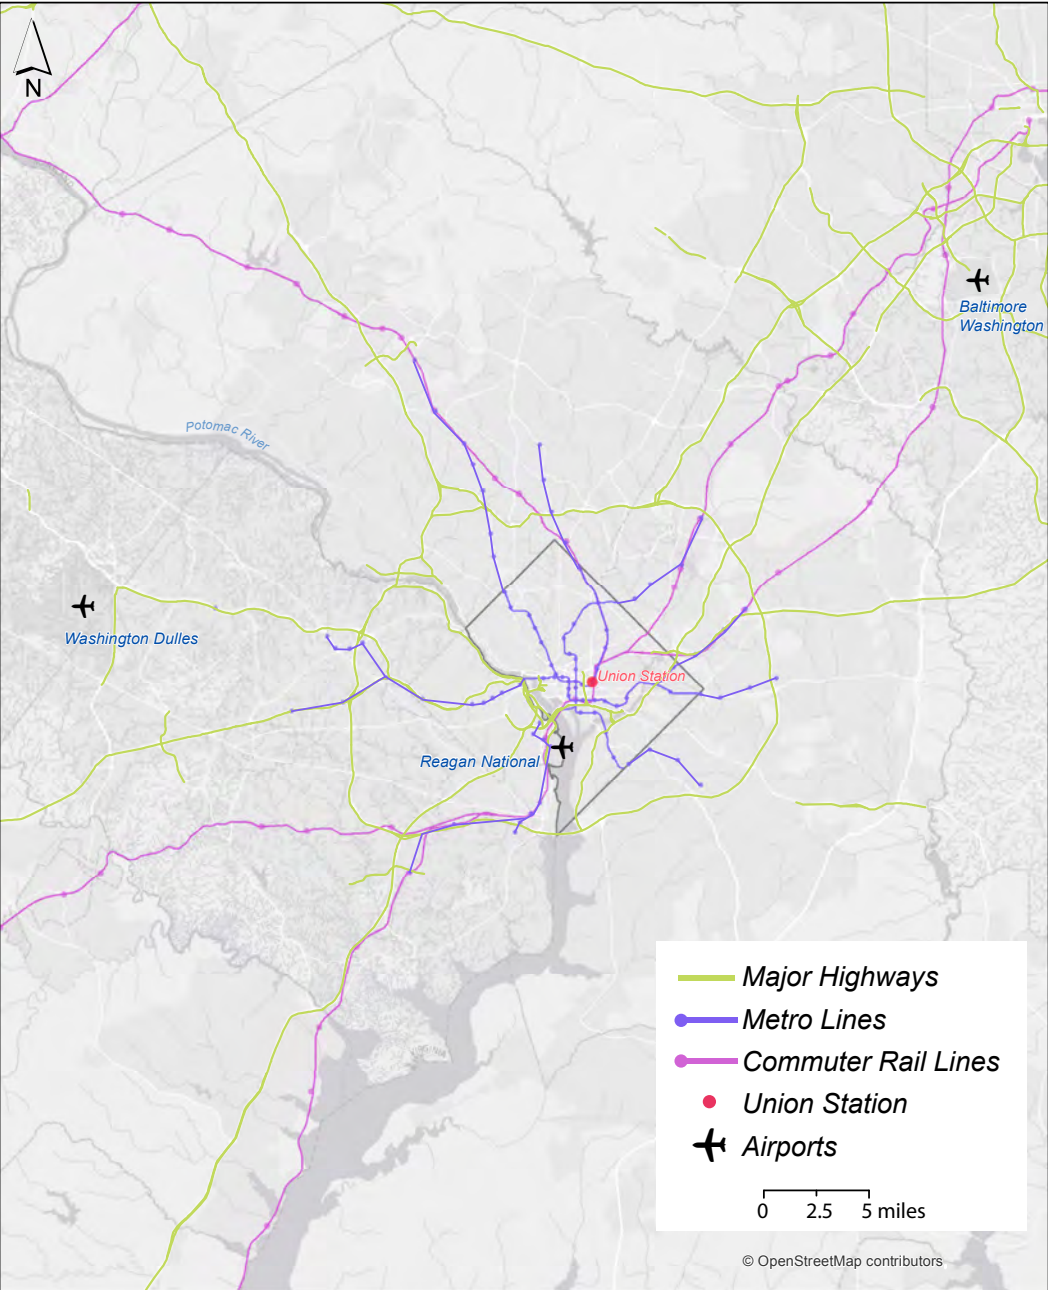 N
Baltimore
Washington
Potomac River
Washington Dulles
Union Station
Reagan National
Major Highways
Metro Lines
Commuter Rail Lines
Union Station
Airports
0 2.5 5 miles
© OpenStreetMap contributors